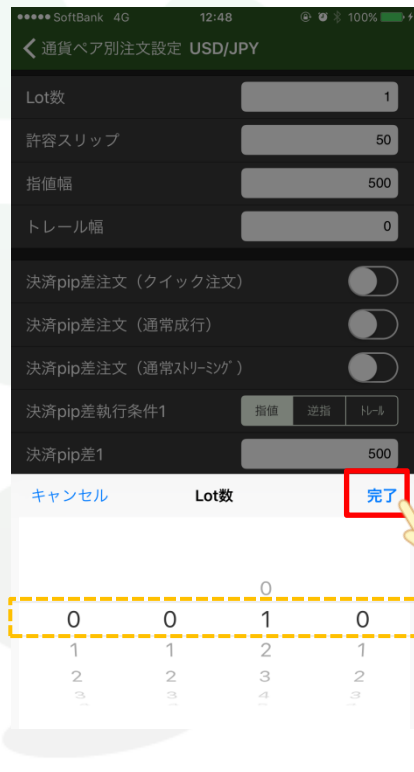 SoftBank 4G 12:48 100%
通貨ペア別注文設定 USD/JPY
Lot数 1
許容スリップ 50
指値幅 500
トレール幅 0
決済pip差注文（クイック注文）
決済pip差注文（通常成行）
決済pip差注文（通常ｽﾄﾘｰﾐﾝｸﾞ）
決済pip差執行条件1 指値 逆指 ﾄﾚｰﾙ
決済pip差1 500
キャンセル Lot数 完了
0
0 0 1 0
1 1 2 1
2 2 3 2
3 3 4 3